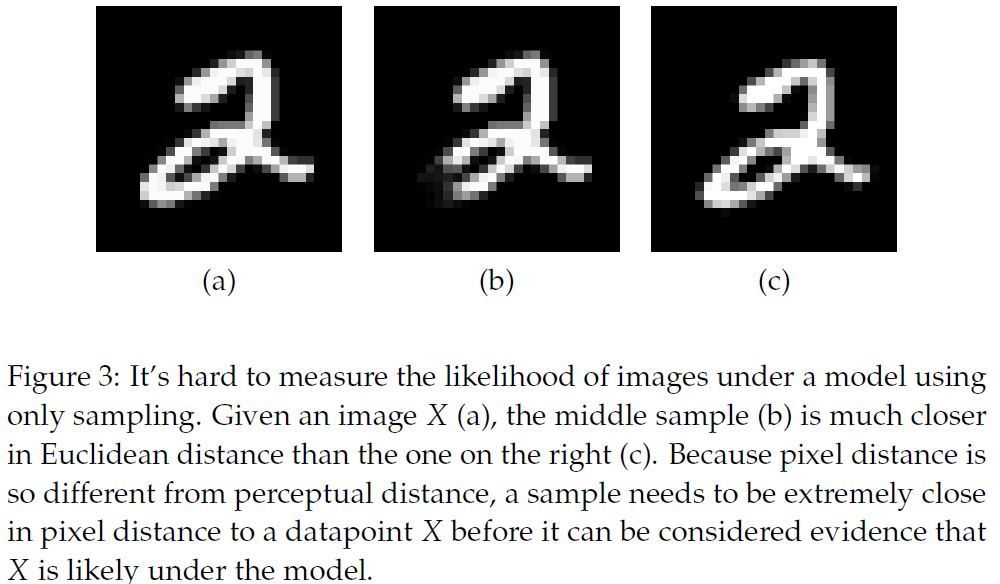 (a) (b) (c)
Figure 3: It’s hard to measure the likelihood of images under a model using
only sampling. Given an image X (a), the middle sample (b) is much closer
in Euclidean distance than the one on the right (c). Because pixel distance is
so different from perceptual distance, a sample needs to be extremely close
in pixel distance to a datapoint X before it can be considered evidence that
X is likely under the model.